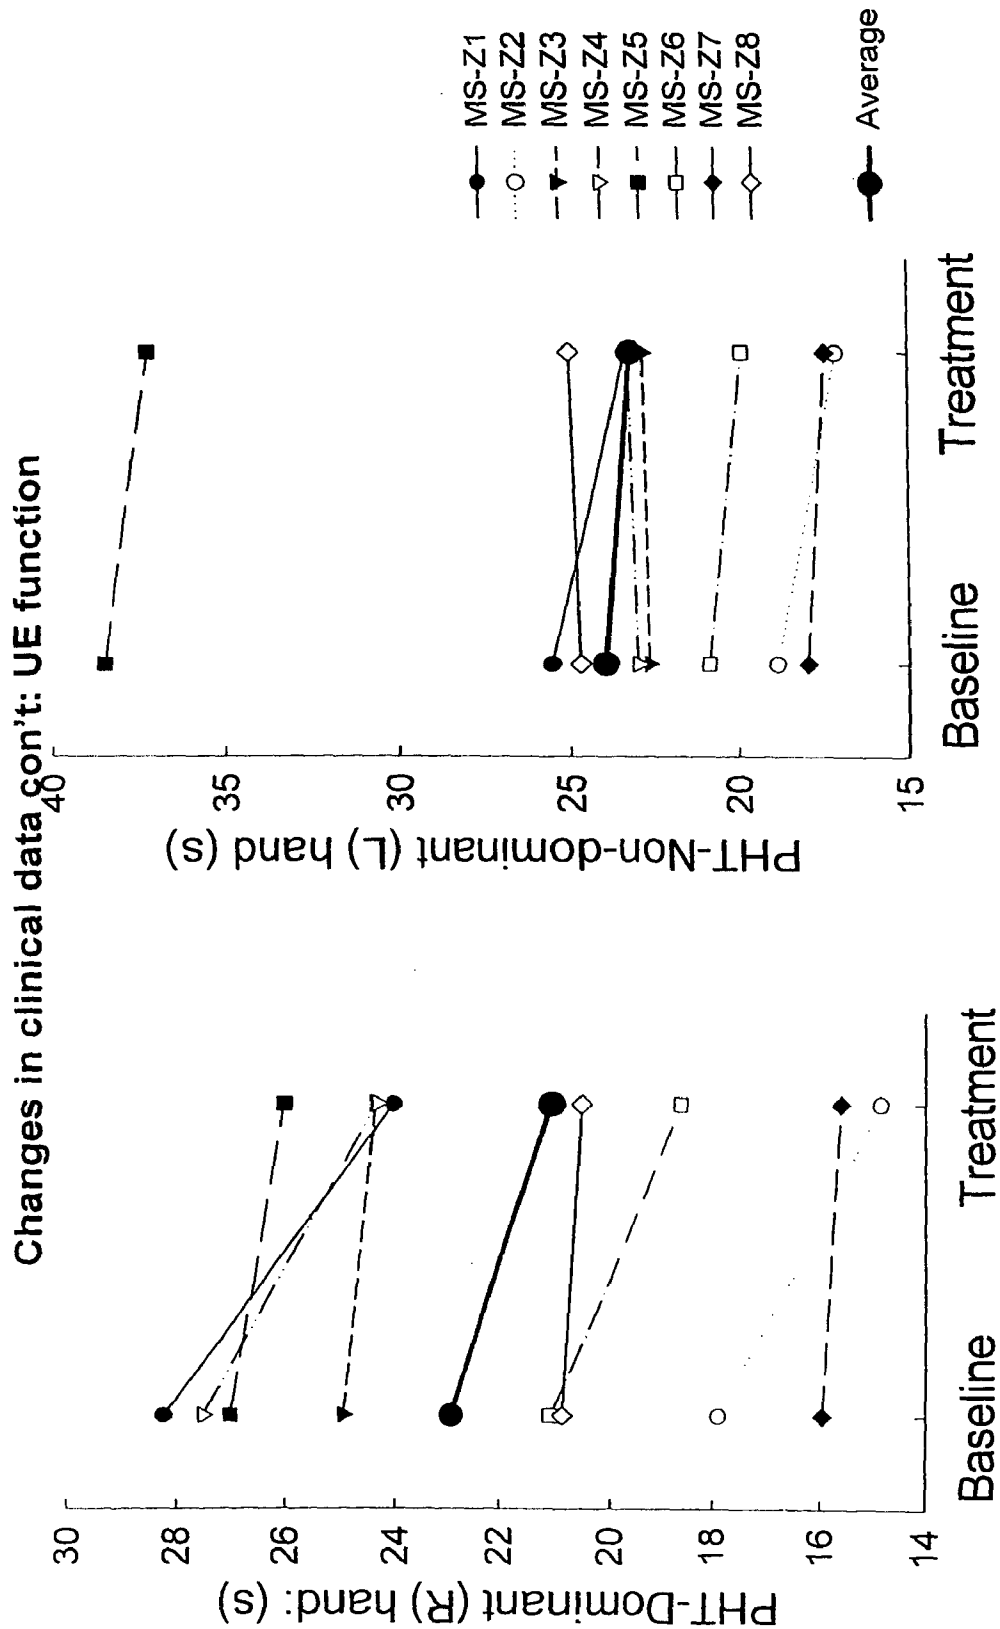 Changes in clinical data con't: UE function
PHT-Dominant (R) hand: (s)
30
28
26
24
22
20
18
16
14
Baseline
Treatment
PHT-Non-dominant (L) hand (s)
40
35
30
25
20
15
Baseline
Treatment
MS-Z1
MS-Z2
MS-Z3
MS-Z4
MS-Z5
MS-Z6
MS-Z7
MS-Z8
Average